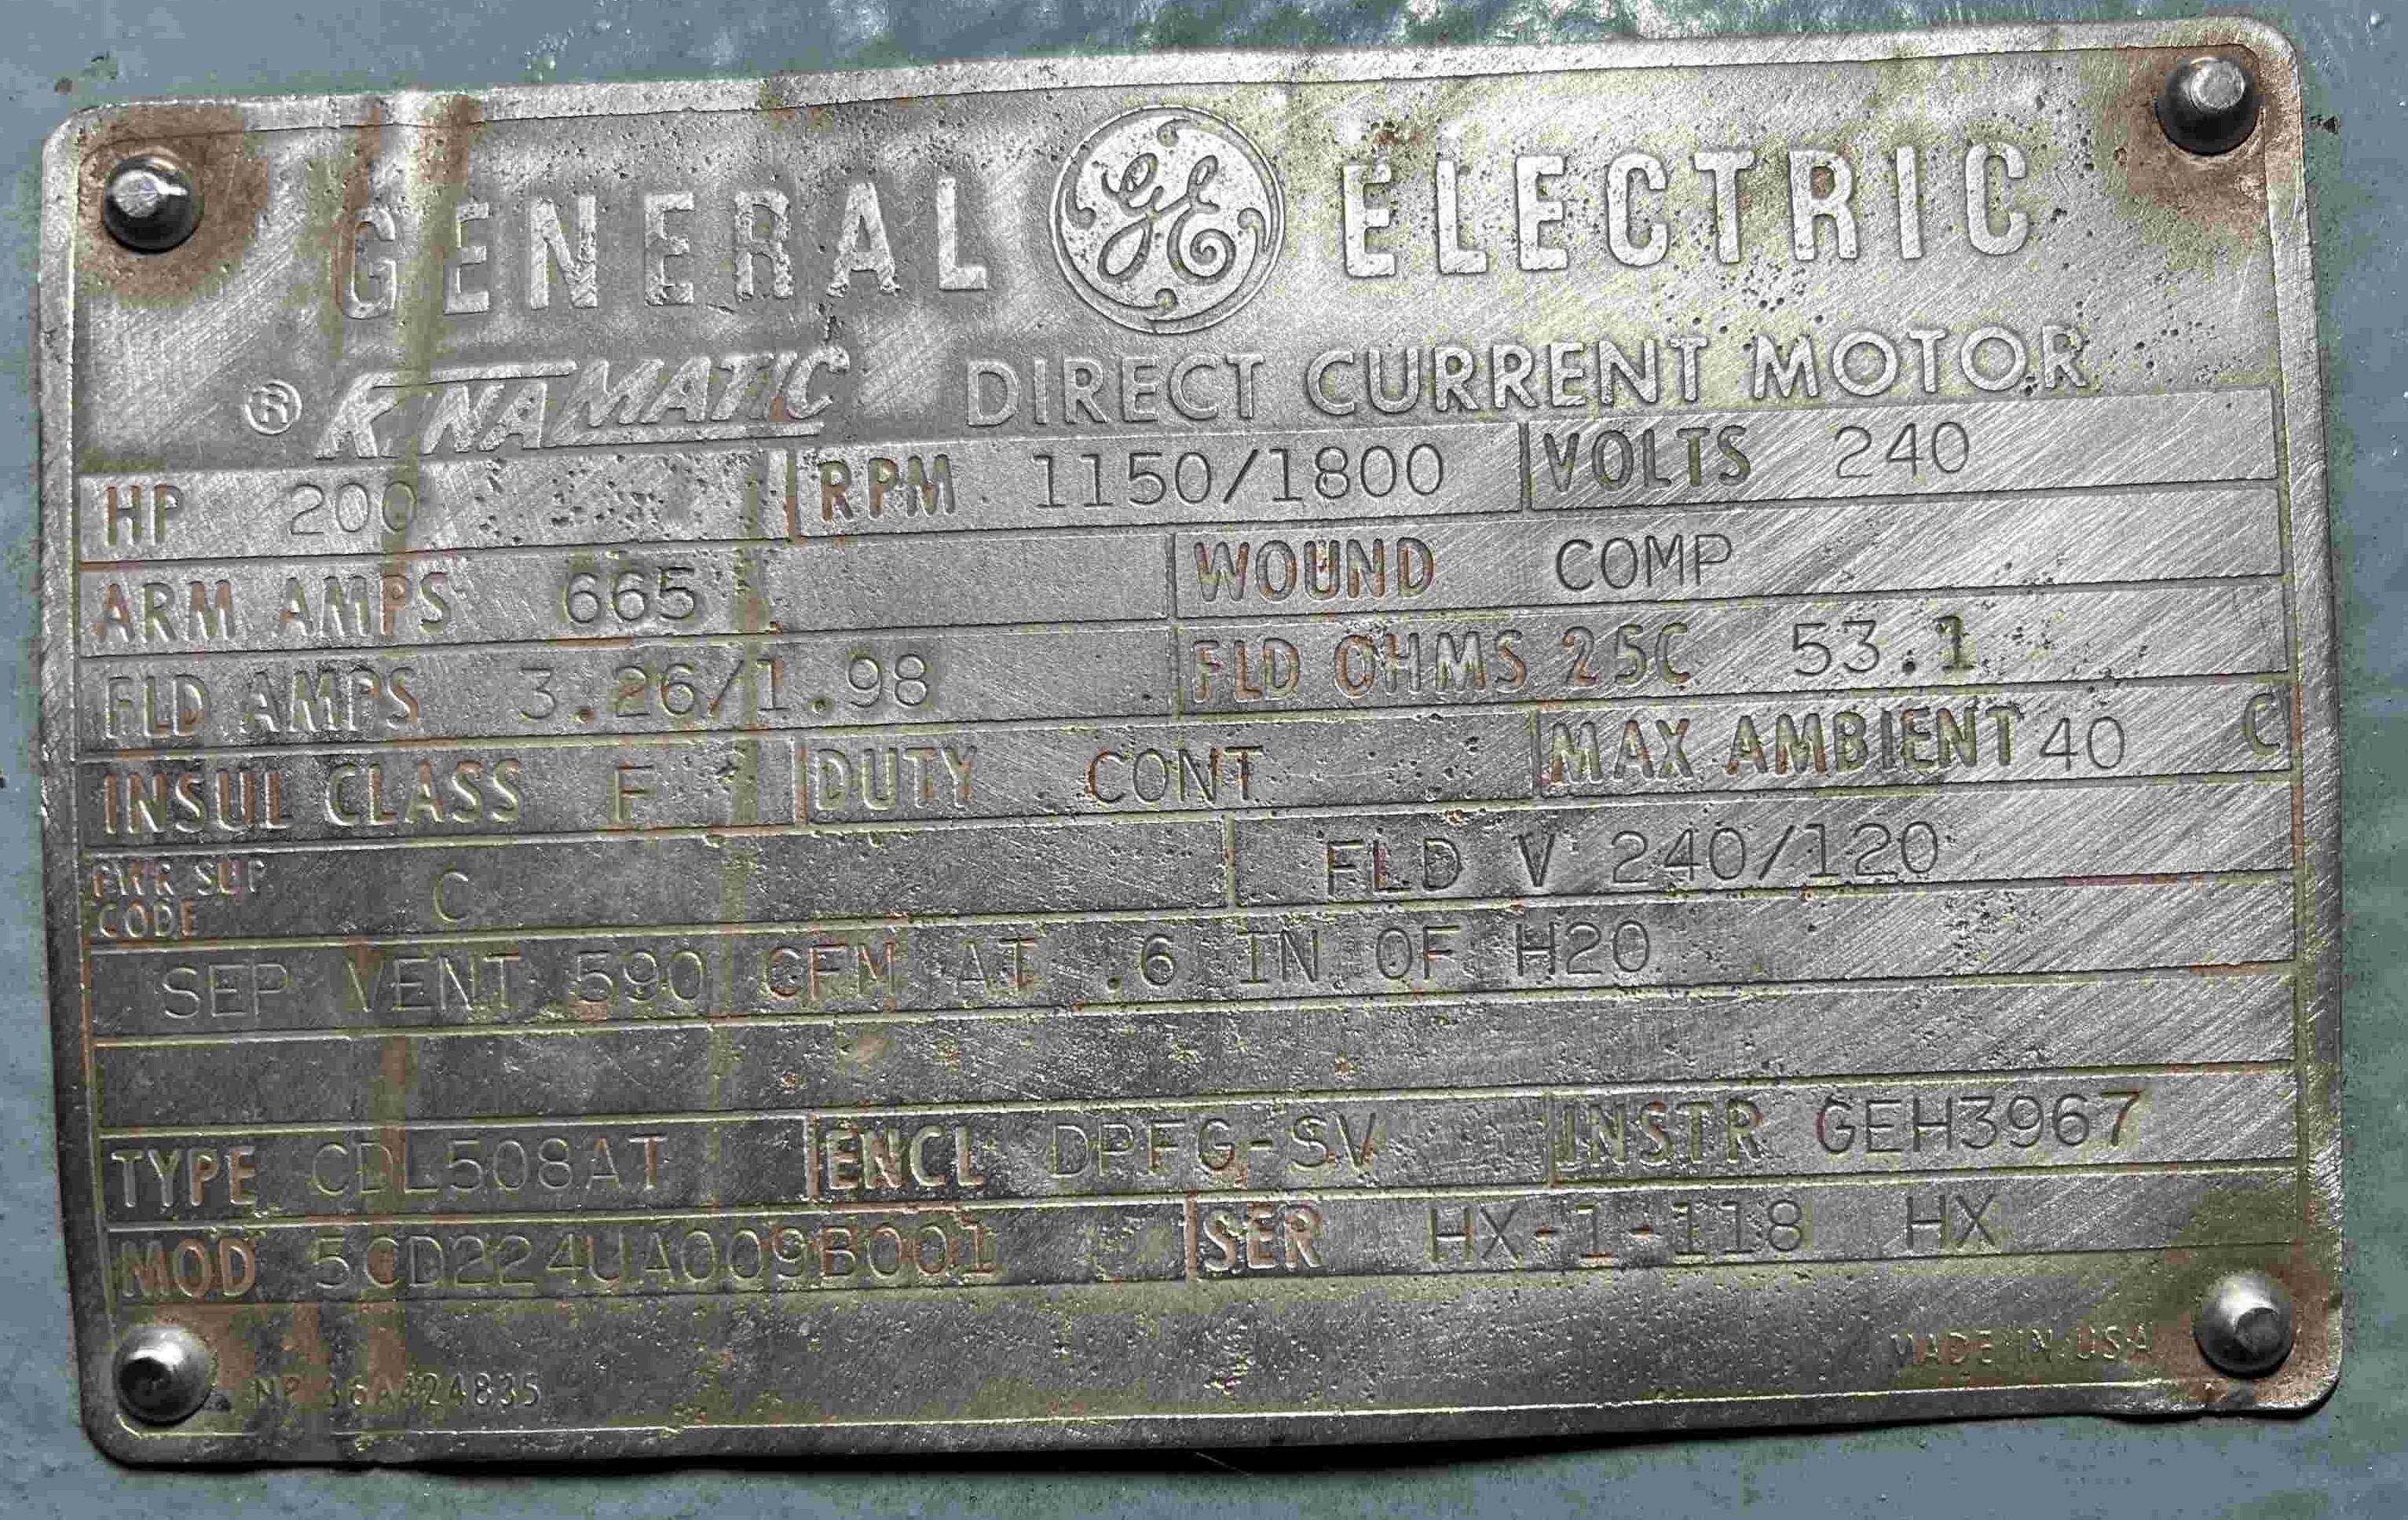 GENERAL GE ELECTRIC
® KINAMATIC DIRECT CURRENT MOTOR
HP 200 RPM 1150/1800 VOLTS 240
ARM AMPS 665 WOUND COMP
FLD AMPS 3.26/1.98 FLD OHMS 25C 53.1
INSUL CLASS F DUTY CONT MAX AMBIENT 40 C
PWR SUP CODE C FLD V 240/120
SEP VENT 590 CFM AT .6 IN OF H20
TYPE CDL508AT ENCL DPFG-SV INSTR GEH3967
MOD 5CD224UA009B001 SER HX-1-118 HX
MADE IN USA
NP 36A424835